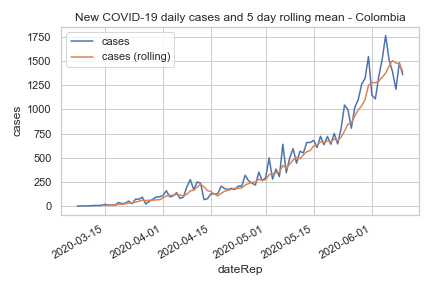 New COVID-19 daily cases and 5 day rolling mean - Colombia
cases
cases (rolling)
1750
1500
1250
1000
750
500
250
0
cases
2020-03-15
2020-04-01
2020-04-15
2020-05-01
2020-05-15
2020-06-01
dateRep